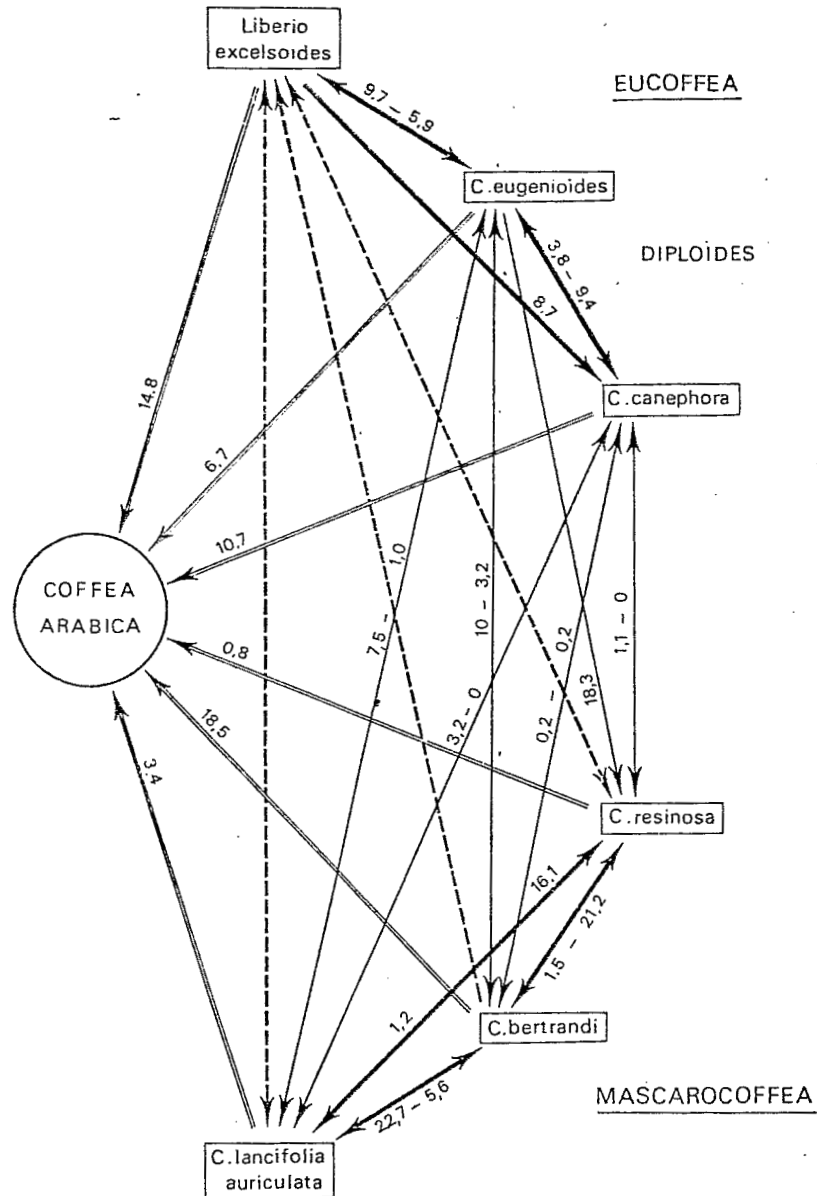 Liberio
excelsoides
EUCOFFEA
9,7 – 5,9
C.eugenioïdes
DIPLOÏDES
3,8 – 9,4
8,7
C.canephora
14.8
6,7
10,7
COFFEA
ARABICA
7,5 – 1,0
10 – 3,2
0,2 – 0,2
1,1 – 0
0,8
18,3
3,2 – 0
18,5
3.4
C.resinosa
16,1
1.5 – 21,2
1,2
C.bertrandi
22,7 – 5,6
MASCAROCOFFEA
C.lancifolia
auriculata